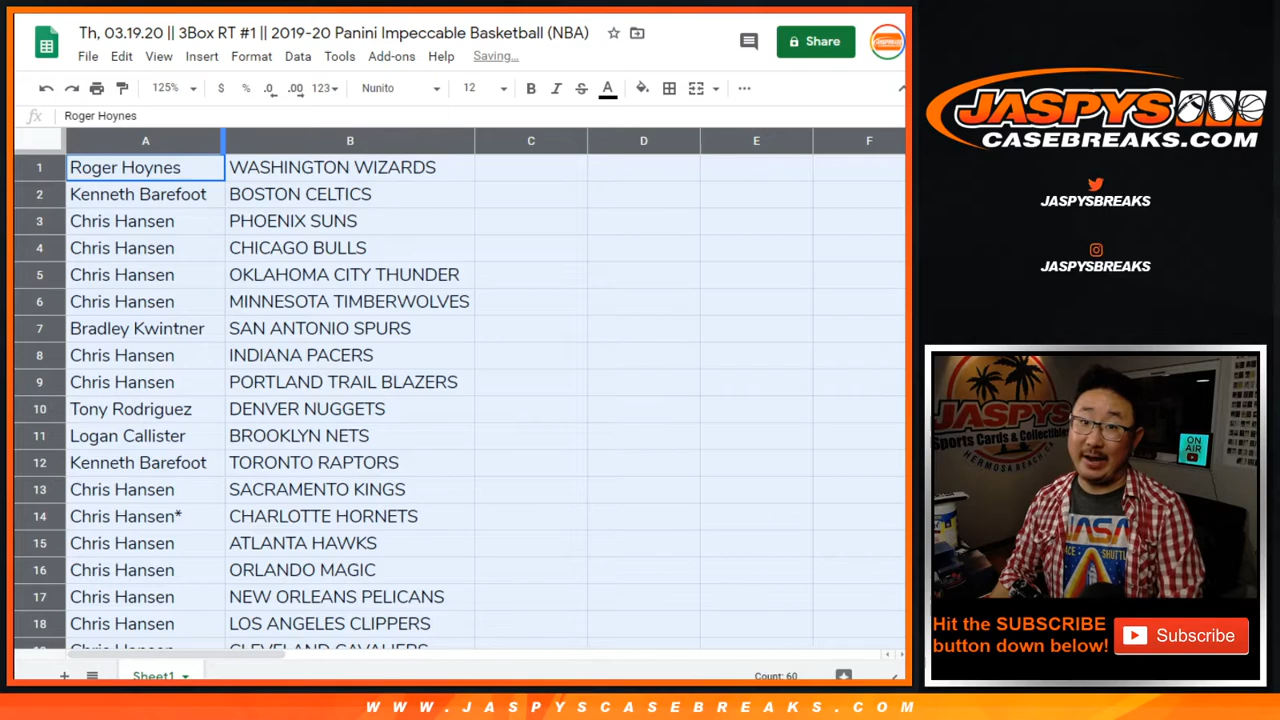 Th, 03.19.20 || 3Box RT #1 || 2019-20 Panini Impeccable Basketball (NBA)
File Edit View Insert Format Data Tools Add-ons Help Saving...
Share
125% $ % .0 .00 123 Nunito 12 B I S A
fx Roger Hoynes
A B C D E F
1 Roger Hoynes WASHINGTON WIZARDS
2 Kenneth Barefoot BOSTON CELTICS
3 Chris Hansen PHOENIX SUNS
4 Chris Hansen CHICAGO BULLS
5 Chris Hansen OKLAHOMA CITY THUNDER
6 Chris Hansen MINNESOTA TIMBERWOLVES
7 Bradley Kwintner SAN ANTONIO SPURS
8 Chris Hansen INDIANA PACERS
9 Chris Hansen PORTLAND TRAIL BLAZERS
10 Tony Rodriguez DENVER NUGGETS
11 Logan Callister BROOKLYN NETS
12 Kenneth Barefoot TORONTO RAPTORS
13 Chris Hansen SACRAMENTO KINGS
14 Chris Hansen* CHARLOTTE HORNETS
15 Chris Hansen ATLANTA HAWKS
16 Chris Hansen ORLANDO MAGIC
17 Chris Hansen NEW ORLEANS PELICANS
18 Chris Hansen LOS ANGELES CLIPPERS
Chris Hansen CLEVELAND CAVALIERS
Sheet1
Count: 60
JASPYS
CASEBREAKS.COM
JASPYSBREAKS
JASPYSBREAKS
JASPYS
Sports Cards & Collectibles
HERMOSA BEACH, CA
ON
AIR
NASA
SHUTTL
Hit the SUBSCRIBE
button down below!
Subscribe
WWW.JASPYSCASEBREAKS.COM